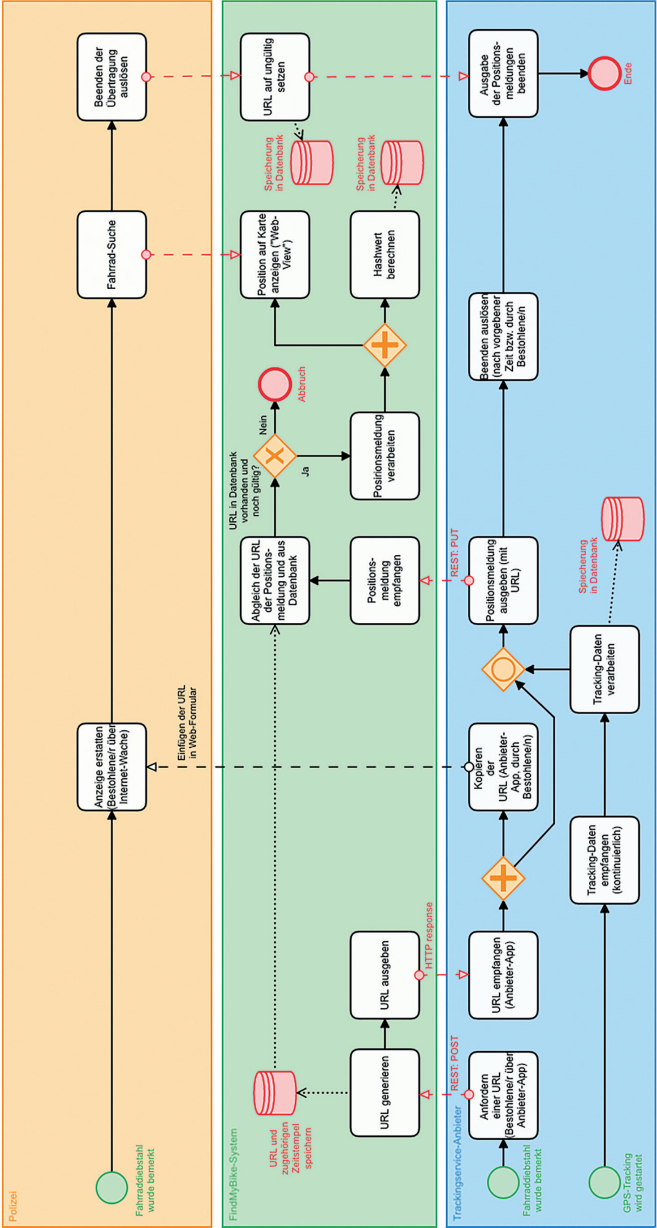 Polizei
Fahrraddiebstahl
wurde bemerkt
Anzeige erstatten
(Bestohlene/r über
Internet-Wache)
Einfügen der URL
in Web-Formular
Fahrrad-Suche
Beenden der
Übertragung
auslösen
FindMyBike-System
URL und
zugehörigen
Zeitstempel
speichern
URL generieren
URL ausgeben
HTTP response
Abgleich der URL
der Positions-
meldung und aus
Datenbank
Positions-
meldung
empfangen
URL in Datenbank
vorhanden und
noch gültig?
Nein
Abbruch
Ja
Posirionsmeldung
verarbeiten
Position auf Karte
anzeigen ("Web-
View")
Hashwert
berechnen
Speicherung
in Datenbank
Speicherung
in Datenbank
URL auf ungültig
setzen
Trackingservice-Anbieter
REST: POST
Fahrraddiebstahl
wurde bemerkt
Anfordern
einer URL
(Bestohlene/r über
Anbieter-App)
URL empfangen
(Anbieter-App)
Kopieren
der
URL (Anbieter-
App, durch
Bestohlene/n)
REST: PUT
Positionsmeldung
ausgeben (mit
URL)
Beenden auslösen
(nach vorgebener
Zeit bzw. durch
Bestohlene/n
Ausgabe
der Positions-
meldungen
beenden
Ende
GPS-Tracking
wird gestartet
Tracking-Daten
empfangen
(kontinuierlich)
Tracking-Daten
verarbeiten
Spiecherung
in Datenbank